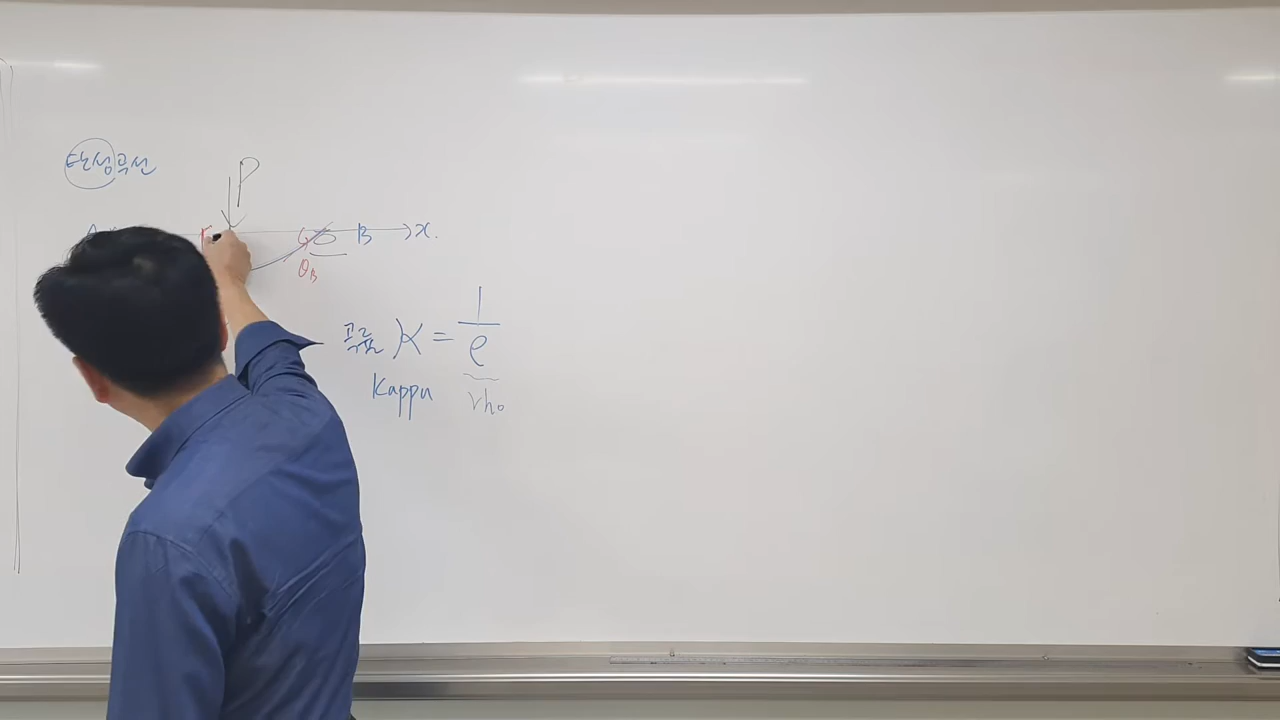 탄성곡선
P
A
B → x.
θB
곡률 κ = 1/ρ
Kappa
rho